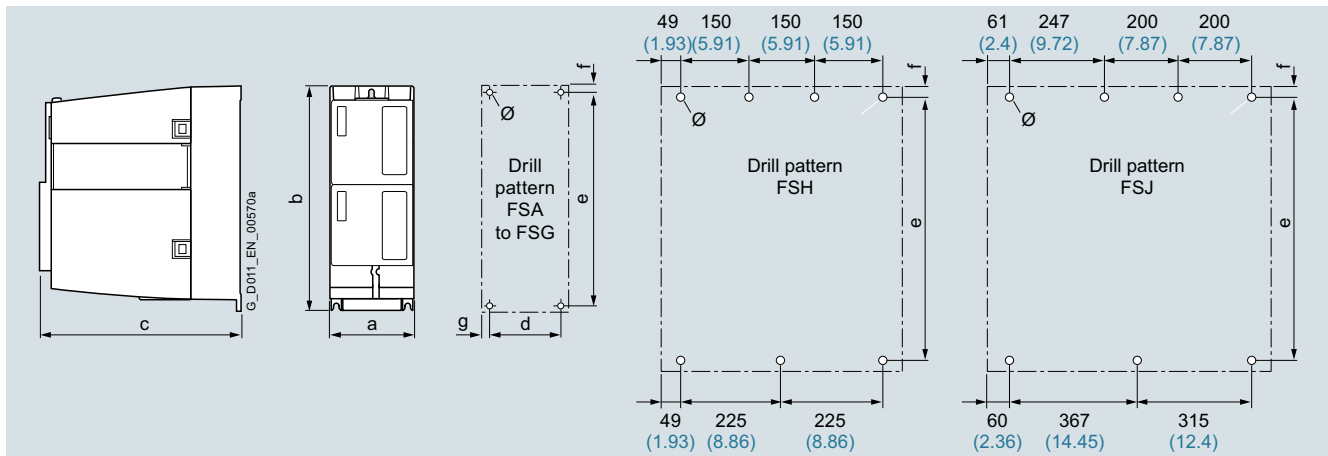 G_D011_EN_00570a
c
b
a
f
Ø
Drill
pattern
FSA
to FSG
e
g
d
49 150 150 150
(1.93) (5.91) (5.91) (5.91)
f
Ø
Drill pattern
FSH
e
49 225 225
(1.93) (8.86) (8.86)
61 247 200 200
(2.4) (9.72) (7.87) (7.87)
f
Ø
Drill pattern
FSJ
e
60 367 315
(2.36) (14.45) (12.4)